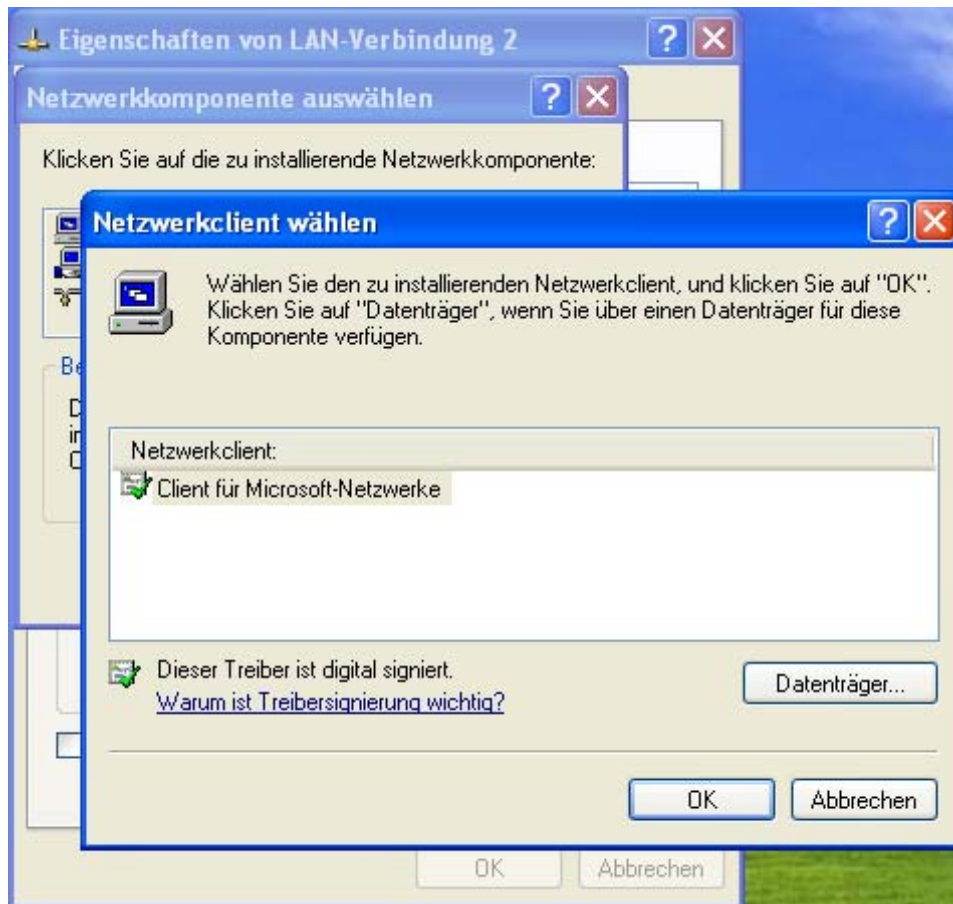 Eigenschaften von LAN-Verbindung 2
Netzwerkkomponente auswählen
Klicken Sie auf die zu installierende Netzwerkkomponente:
Netzwerkclient wählen
Wählen Sie den zu installierenden Netzwerkclient, und klicken Sie auf "OK".
Klicken Sie auf "Datenträger", wenn Sie über einen Datenträger für diese
Komponente verfügen.
Netzwerkclient:
Client für Microsoft-Netzwerke
Dieser Treiber ist digital signiert.
Warum ist Treibersignierung wichtig?
Datenträger...
OK
Abbrechen
OK
Abbrechen